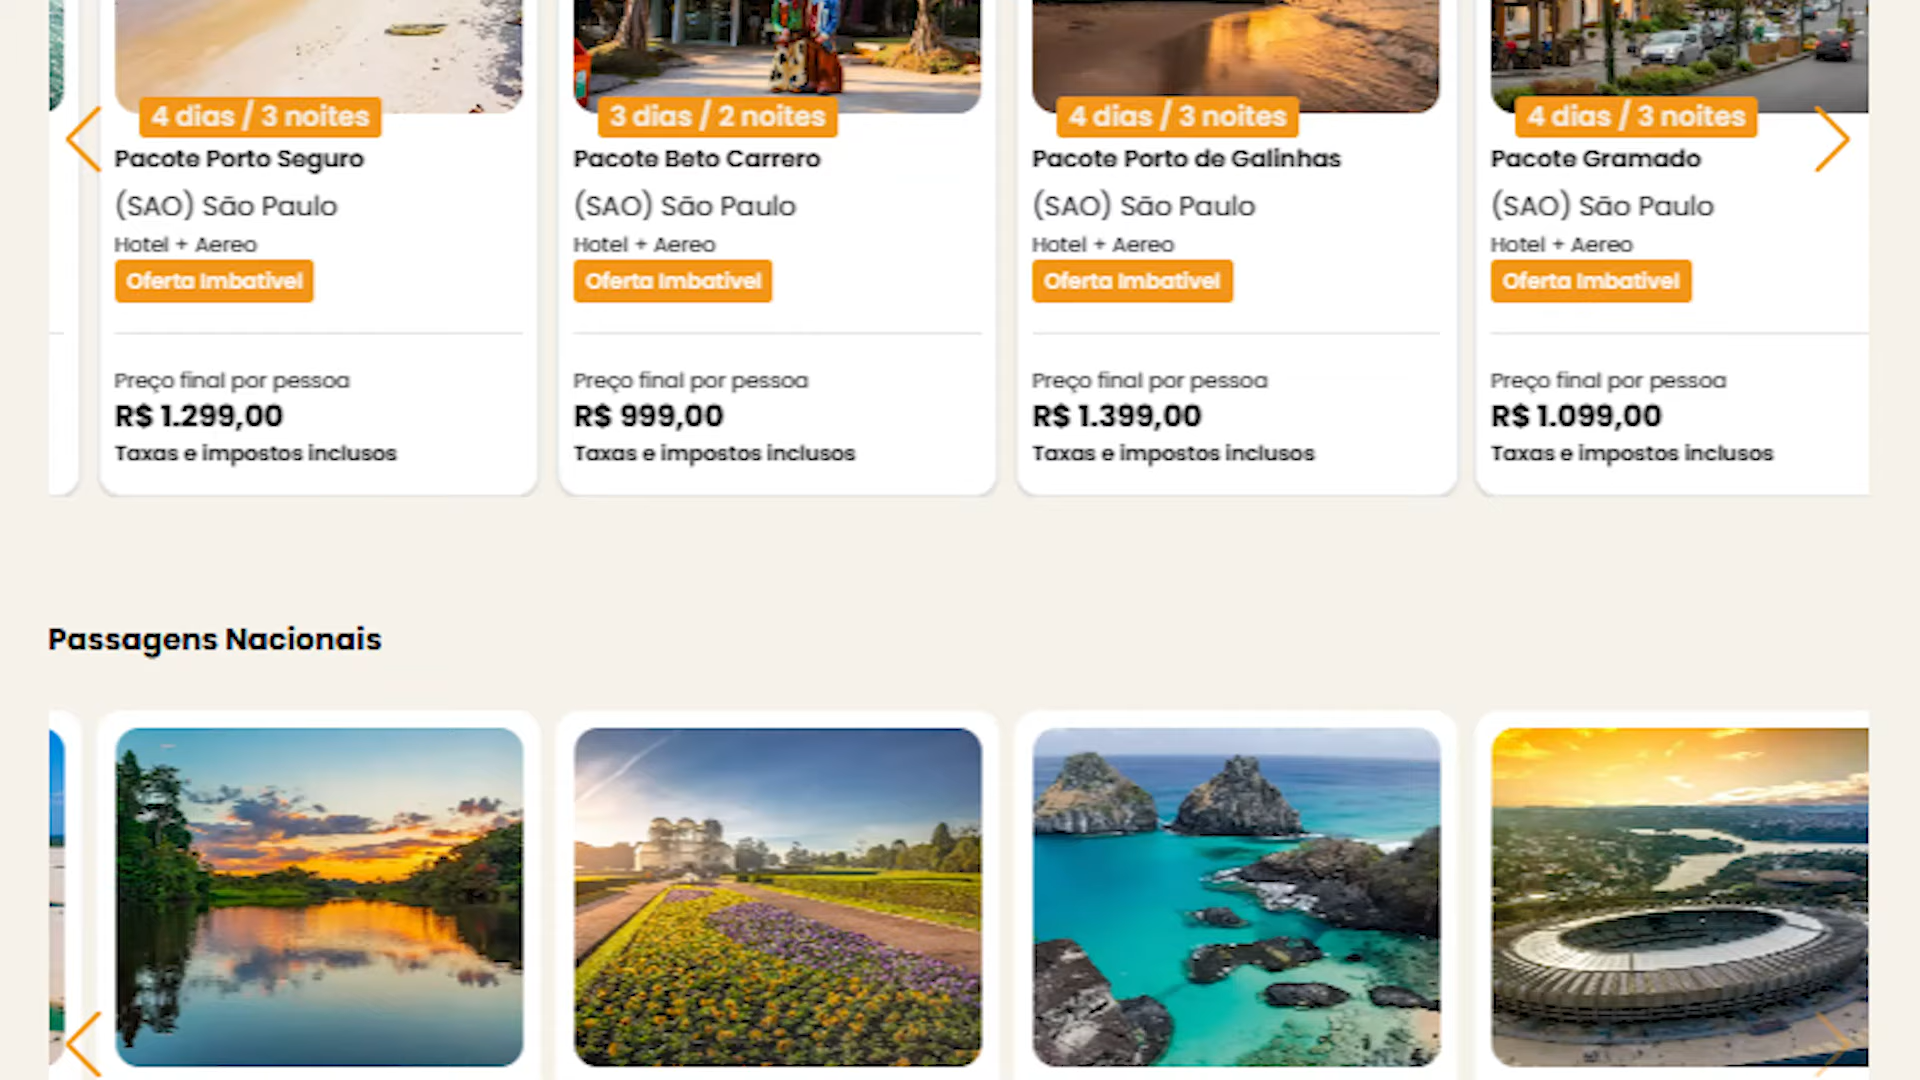 4 dias / 3 noites
Pacote Porto Seguro
(SAO) São Paulo
Hotel + Aereo
Oferta Imbatível
Preço final por pessoa
R$ 1.299,00
Taxas e impostos inclusos
3 dias / 2 noites
Pacote Beto Carrero
(SAO) São Paulo
Hotel + Aereo
Oferta Imbatível
Preço final por pessoa
R$ 999,00
Taxas e impostos inclusos
4 dias / 3 noites
Pacote Porto de Galinhas
(SAO) São Paulo
Hotel + Aereo
Oferta Imbatível
Preço final por pessoa
R$ 1.399,00
Taxas e impostos inclusos
4 dias / 3 noites
Pacote Gramado
(SAO) São Paulo
Hotel + Aereo
Oferta Imbatível
Preço final por pessoa
R$ 1.099,00
Taxas e impostos inclusos
Passagens Nacionais